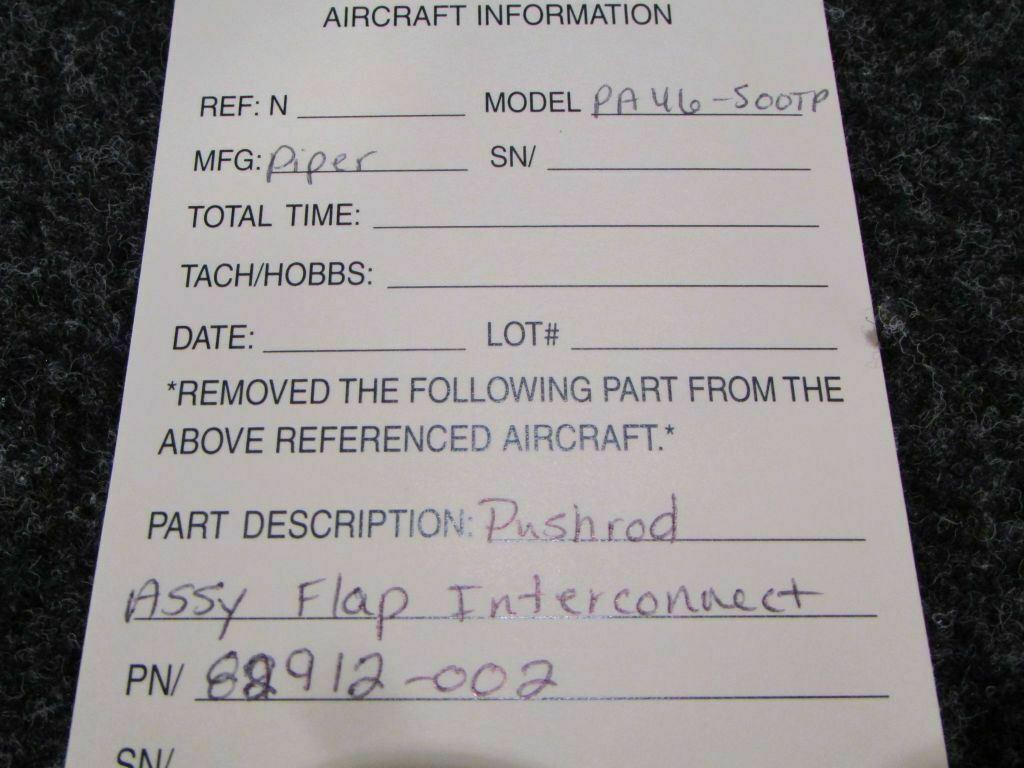 AIRCRAFT INFORMATION
REF: N MODEL PA46-500TP
MFG: Piper SN/
TOTAL TIME:
TACH/HOBBS:
DATE: LOT#
*REMOVED THE FOLLOWING PART FROM THE
ABOVE REFERENCED AIRCRAFT.*
PART DESCRIPTION: Pushrod
Assy Flap Interconnect
PN/ 82912-002
SN/